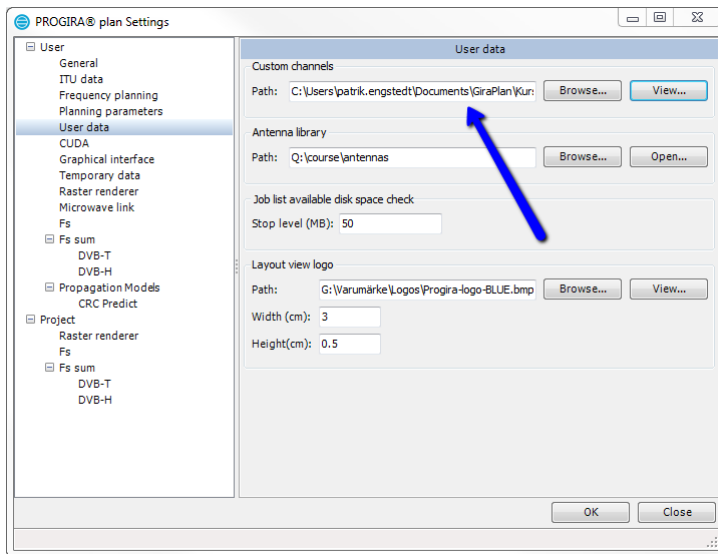 PROGIRA® plan Settings
User
General
ITU data
Frequency planning
Planning parameters
User data
CUDA
Graphical interface
Temporary data
Raster renderer
Microwave link
Fs
Fs sum
DVB-T
DVB-H
Propagation Models
CRC Predict
Project
Raster renderer
Fs
Fs sum
DVB-T
DVB-H
User data
Custom channels
Path: C:\Users\patrik.engstedt\Documents\GiraPlan\Kur: Browse... View...
Antenna library
Path: Q:\course\antennas Browse... Open...
Job list available disk space check
Stop level (MB): 50
Layout view logo
Path: G:\Varumärke\Logos\Progira-logo-BLUE.bmp Browse... View...
Width (cm): 3
Height(cm): 0.5
OK Close